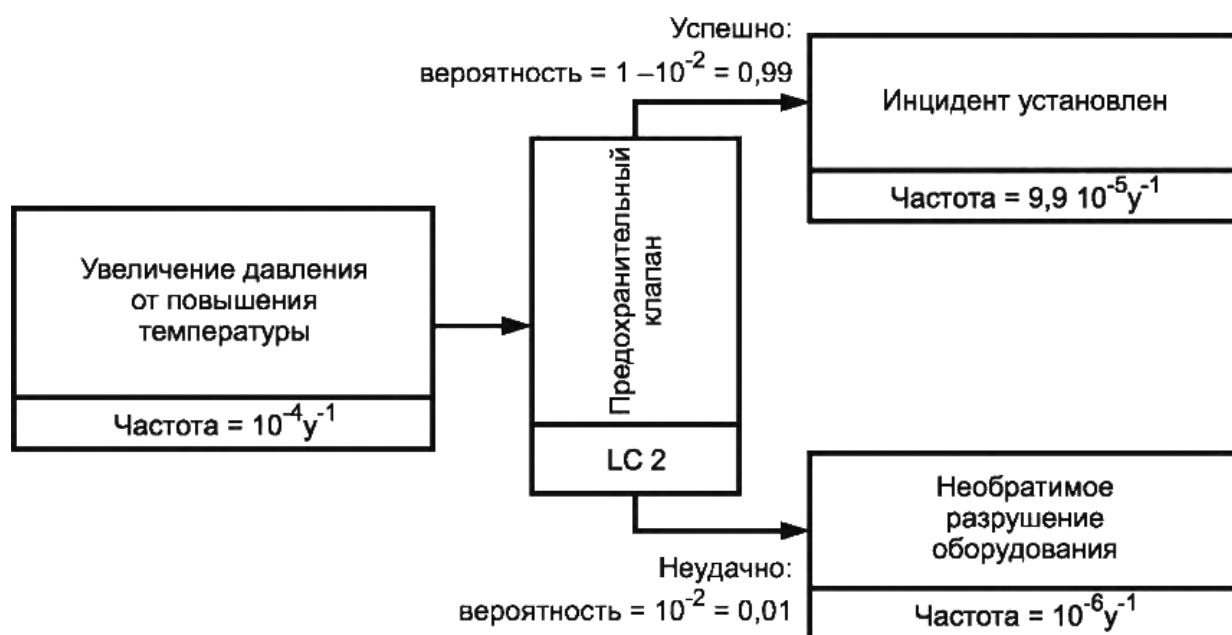 Успешно:
вероятность = 1 –10⁻² = 0,99
Инцидент установлен
Частота = 9,9 10⁻⁵y⁻¹
Увеличение давления
от повышения
температуры
Частота = 10⁻⁴y⁻¹
Предохранительный
клапан
LC 2
Неудачно:
вероятность = 10⁻² = 0,01
Необратимое
разрушение
оборудования
Частота = 10⁻⁶y⁻¹